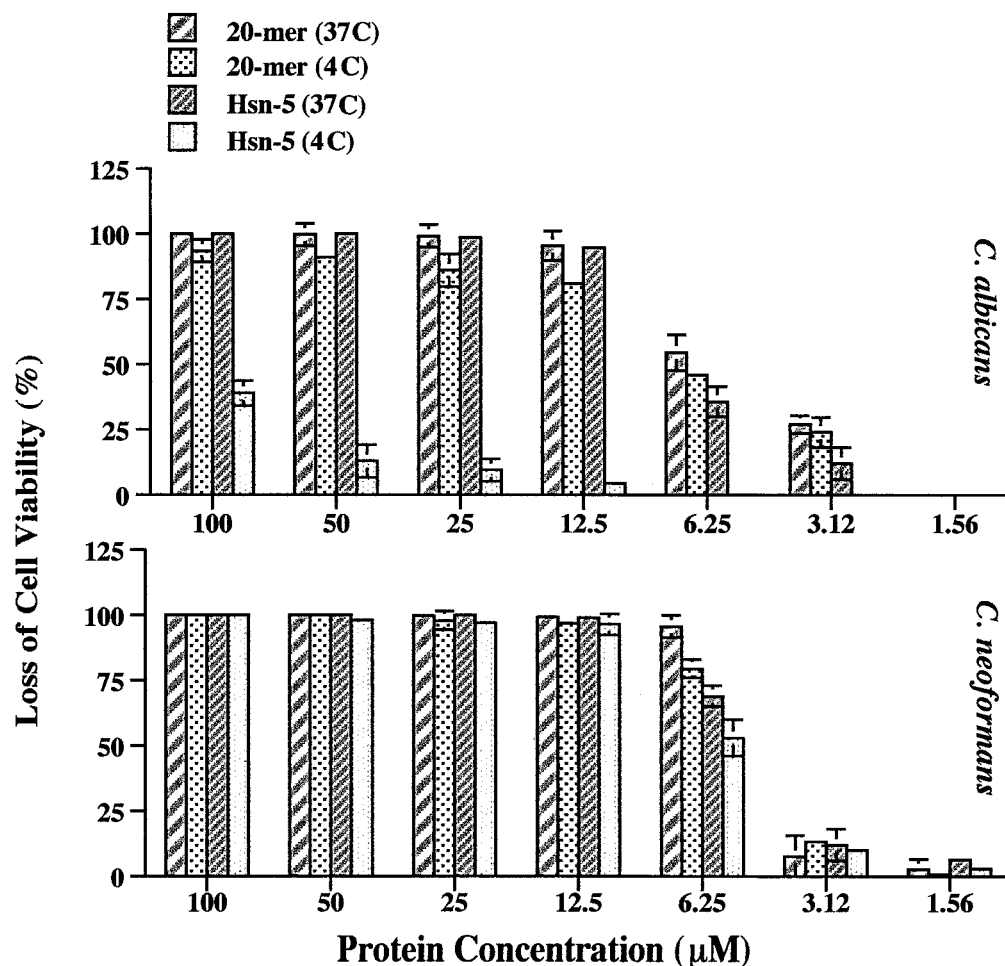 20-mer (37C)
20-mer (4C)
Hsn-5 (37C)
Hsn-5 (4C)
Loss of Cell Viability (%)
125
100
75
50
25
0
100 50 25 12.5 6.25 3.12 1.56
C. albicans
125
100
75
50
25
0
100 50 25 12.5 6.25 3.12 1.56
C. neoformans
Protein Concentration (µM)